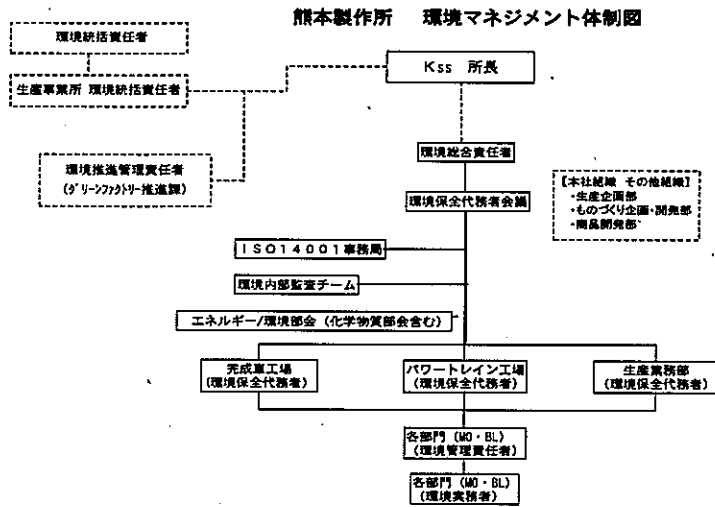 熊本製作所 環境マネジメント体制図
環境統括責任者
生産事業所 環境統括責任者
Kss 所長
環境総合責任者
環境推進管理責任者
(グリーンファクトリー推進課)
環境保全代務者会議
【本社組織 その他組織】
・生産企画部
・ものづくり企画・開発部
・商品開発部
ISO14001事務局
環境内部監査チーム
エネルギー/環境部会(化学物質部会含む)
完成車工場
(環境保全代務者)
パワートレイン工場
(環境保全代務者)
生産業務部
(環境保全代務者)
各部門(MO・BL)
(環境管理責任者)
各部門(MO・BL)
(環境実務者)